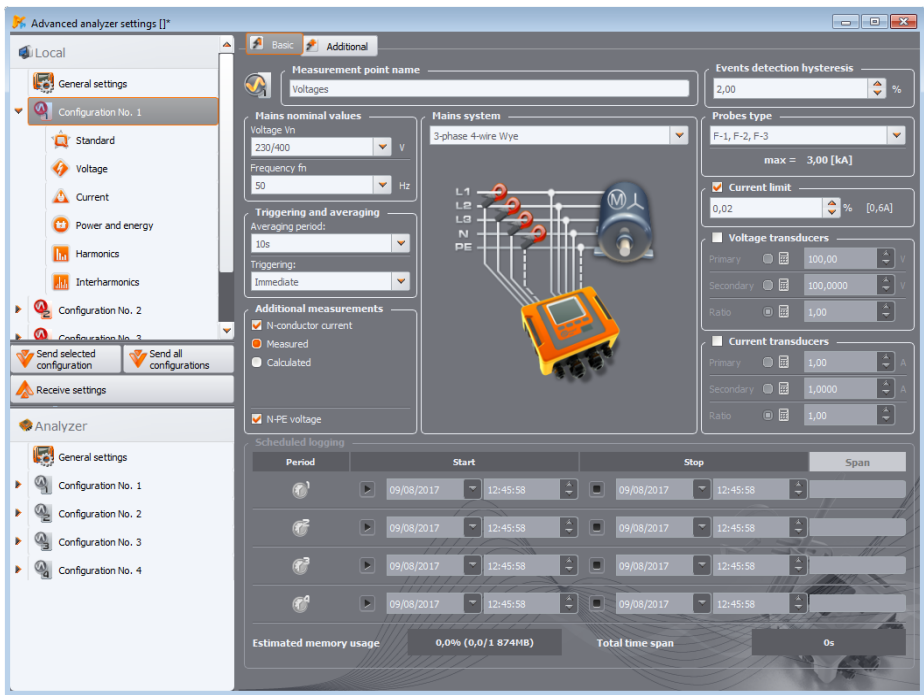 Advanced analyzer settings []*
Local
General settings
Configuration No. 1
Standard
Voltage
Current
Power and energy
Harmonics
Interharmonics
Configuration No. 2
Configuration No. 3
Send selected configuration
Send all configurations
Receive settings
Analyzer
General settings
Configuration No. 1
Configuration No. 2
Configuration No. 3
Configuration No. 4
Basic
Additional
Measurement point name
Voltages
Mains nominal values
Voltage Vn
230/400 V
Frequency fn
50 Hz
Triggering and averaging
Averaging period:
10s
Triggering:
Immediate
Additional measurements
N-conductor current
Measured
Calculated
N-PE voltage
Mains system
3-phase 4-wire Wye
L1
L2
L3
N
PE
M
Events detection hysteresis
2,00 %
Probes type
F-1, F-2, F-3
max = 3,00 [kA]
Current limit
0,02 % [0,6A]
Voltage transducers
Primary 100,00 V
Secondary 100,0000 V
Ratio 1,00
Current transducers
Primary 1,00 A
Secondary 1,0000 A
Ratio 1,00
Scheduled logging
Period Start Stop Span
1 09/08/2017 12:45:58 09/08/2017 12:45:58
2 09/08/2017 12:45:58 09/08/2017 12:45:58
3 09/08/2017 12:45:58 09/08/2017 12:45:58
4 09/08/2017 12:45:58 09/08/2017 12:45:58
Estimated memory usage 0,0% (0,0/1 874MB) Total time span 0s